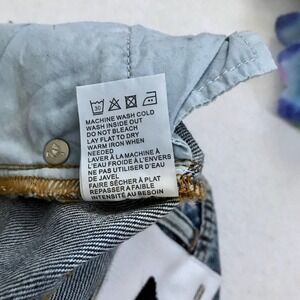 30
MACHINE WASH COLD
WASH INSIDE OUT
DO NOT BLEACH
LAY FLAT TO DRY
WARM IRON WHEN
NEEDED
LAVER À LA MACHINE À
L'EAU FROIDE À L'ENVERS
NE PAS UTILISER D'EAU
DE JAVEL
FAIRE SÉCHER À PLAT
REPASSER A FAIBLE
INTENSITÉ AU BESOIN